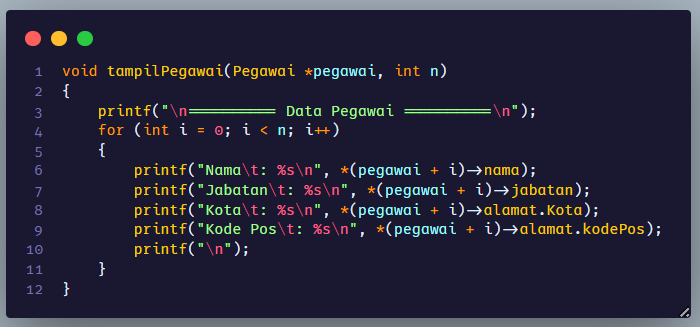 1 void tampilPegawai(Pegawai *pegawai, int n)
2 {
3 printf("\n========== Data Pegawai ==========\n");
4 for (int i = 0; i < n; i++)
5 {
6 printf("Nama\t: %s\n", *(pegawai + i)->nama);
7 printf("Jabatan\t: %s\n", *(pegawai + i)->jabatan);
8 printf("Kota\t: %s\n", *(pegawai + i)->alamat.Kota);
9 printf("Kode Pos\t: %s\n", *(pegawai + i)->alamat.kodePos);
10 printf("\n");
11 }
12 }